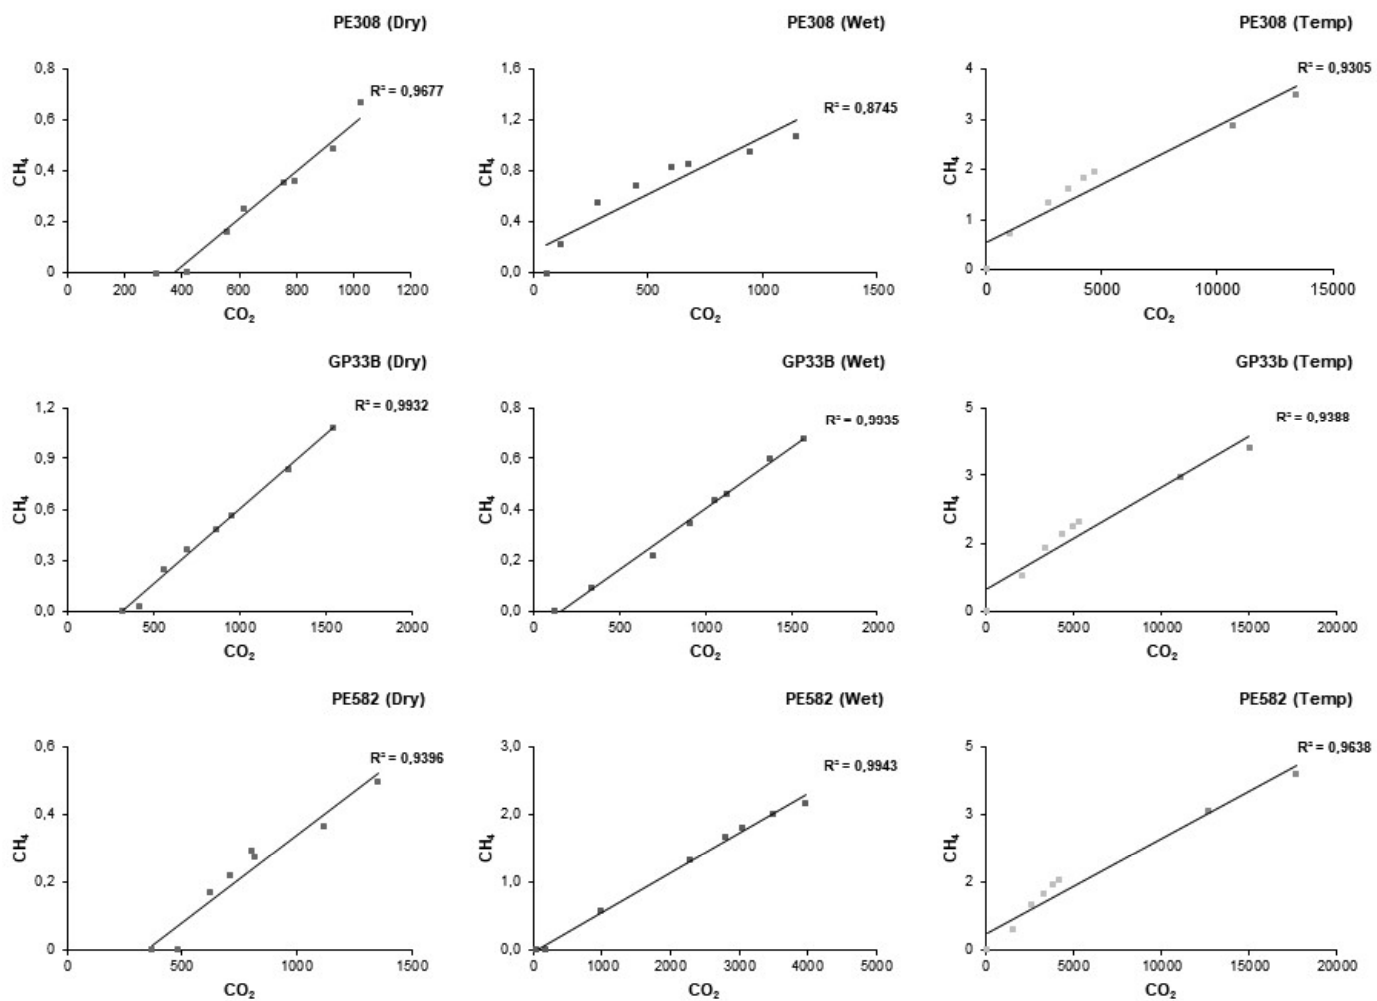 PE308 (Dry)
R² = 0,9677
0,8
0,6
0,4
0,2
0
CH₄
0 200 400 600 800 1000 1200
CO₂
PE308 (Wet)
R² = 0,8745
1,6
1,2
0,8
0,4
0,0
CH₄
0 500 1000 1500
CO₂
PE308 (Temp)
R² = 0,9305
4
3
2
1
0
CH₄
0 5000 10000 15000
CO₂
GP33B (Dry)
R² = 0,9932
1,2
0,9
0,6
0,3
0,0
CH₄
0 500 1000 1500 2000
CO₂
GP33B (Wet)
R² = 0,9935
0,8
0,6
0,4
0,2
0,0
CH₄
0 500 1000 1500 2000
CO₂
GP33b (Temp)
R² = 0,9388
5
3
2
0
CH₄
0 5000 10000 15000 20000
CO₂
PE582 (Dry)
R² = 0,9396
0,6
0,4
0,2
0
CH₄
0 500 1000 1500
CO₂
PE582 (Wet)
R² = 0,9943
3,0
2,0
1,0
0,0
CH₄
0 1000 2000 3000 4000 5000
CO₂
PE582 (Temp)
R² = 0,9638
5
3
2
0
CH₄
0 5000 10000 15000 20000
CO₂